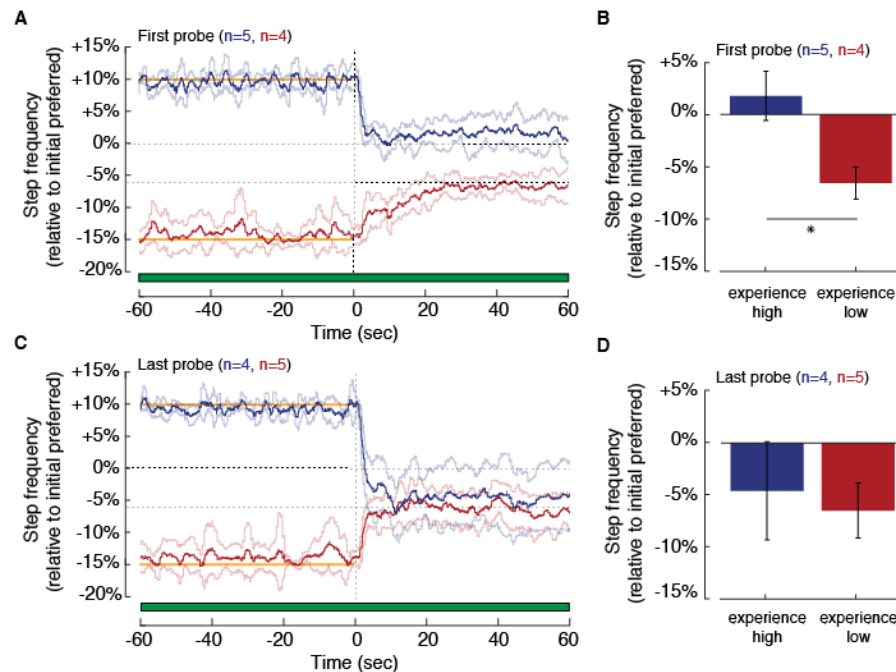 A
First probe (n=5, n=4)
Step frequency
(relative to initial preferred)
+15%
+10%
+5%
0%
-5%
-10%
-15%
-20%
-60
-40
-20
0
20
40
60
Time (sec)
B
First probe (n=5, n=4)
Step frequency
(relative to initial preferred)
+5%
0%
-5%
-10%
-15%
*
experience
high
experience
low
C
Last probe (n=4, n=5)
Step frequency
(relative to initial preferred)
+15%
+10%
+5%
0%
-5%
-10%
-15%
-20%
-60
-40
-20
0
20
40
60
Time (sec)
D
Last probe (n=4, n=5)
Step frequency
(relative to initial preferred)
+5%
0%
-5%
-10%
-15%
experience
high
experience
low